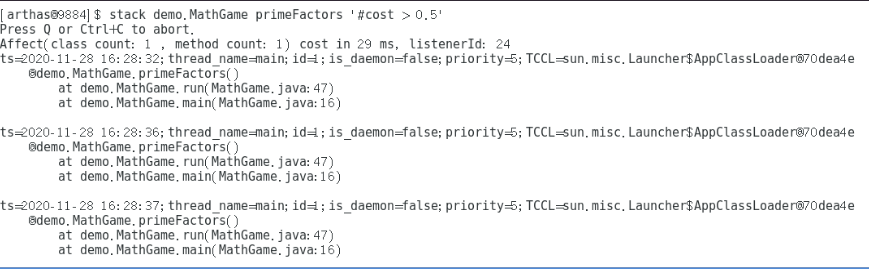 [arthas@9884]$ stack demo.MathGame primeFactors '#cost > 0.5'
Press Q or Ctrl+C to abort.
Affect(class count: 1 , method count: 1) cost in 29 ms, listenerId: 24
ts=2020-11-28 16:28:32;thread_name=main;id=1;is_daemon=false;priority=5;TCCL=sun.misc.Launcher$AppClassLoader@70dea4e
@demo.MathGame.primeFactors()
at demo.MathGame.run(MathGame.java:47)
at demo.MathGame.main(MathGame.java:16)
ts=2020-11-28 16:28:36;thread_name=main;id=1;is_daemon=false;priority=5;TCCL=sun.misc.Launcher$AppClassLoader@70dea4e
@demo.MathGame.primeFactors()
at demo.MathGame.run(MathGame.java:47)
at demo.MathGame.main(MathGame.java:16)
ts=2020-11-28 16:28:37;thread_name=main;id=1;is_daemon=false;priority=5;TCCL=sun.misc.Launcher$AppClassLoader@70dea4e
@demo.MathGame.primeFactors()
at demo.MathGame.run(MathGame.java:47)
at demo.MathGame.main(MathGame.java:16)